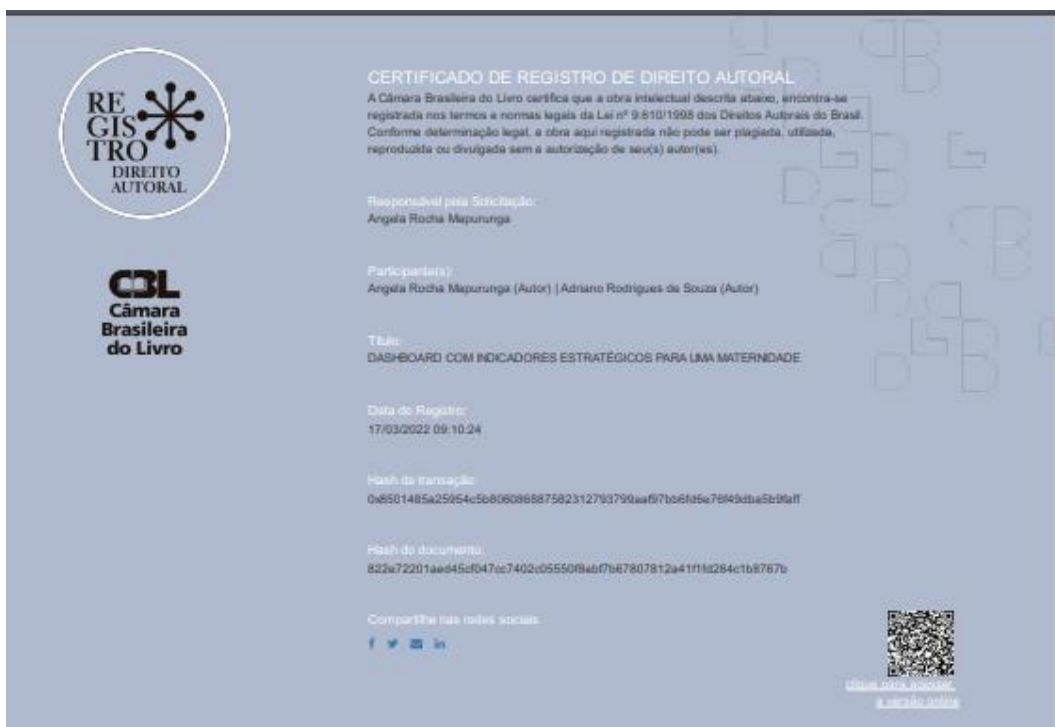 RE
GIS
TRO
DIREITO
AUTORAL
CBL
Câmara
Brasileira
do Livro
CERTIFICADO DE REGISTRO DE DIREITO AUTORAL
A Câmara Brasileira do Livro certifica que a obra intelectual descrita abaixo, encontra-se
registrada nos termos e normas legais da Lei nº 9.610/1998 dos Direitos Autorais do Brasil.
Conforme determinação legal, a obra aqui registrada não pode ser plagiada, utilizada,
reproduzida ou divulgada sem a autorização de seu(s) autor(es).
Responsável pela Solicitação:
Angela Rocha Mapurunga
Participante(s):
Angela Rocha Mapurunga (Autor) | Adriano Rodrigues de Souza (Autor)
Título:
DASHBOARD COM INDICADORES ESTRATÉGICOS PARA UMA MATERNIDADE
Data do Registro:
17/03/2022 09:10:24
Hash da transação:
Hash do documento:
Compartilhe nas redes sociais
clique para acessar
a versão online